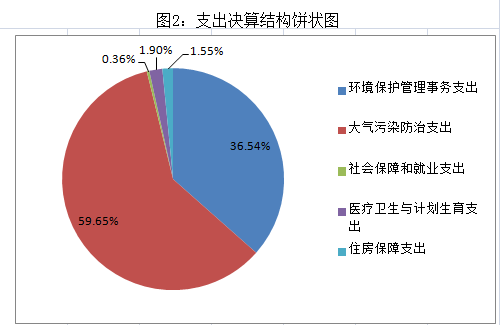 图2：支出决算结构饼状图
0.36%
1.90%
1.55%
36.54%
59.65%
环境保护管理事务支出
大气污染防治支出
社会保障和就业支出
医疗卫生与计划生育支
出
住房保障支出